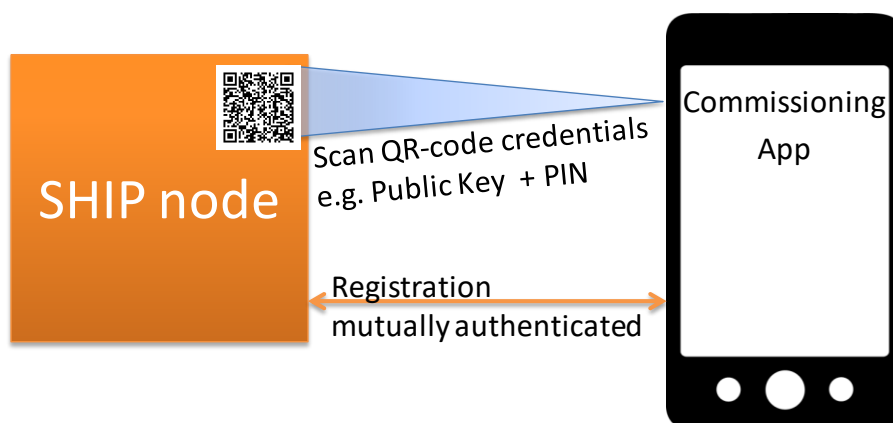 SHIP node
Scan QR-code credentials
e.g. Public Key + PIN
Commissioning
App
Registration
mutually authenticated